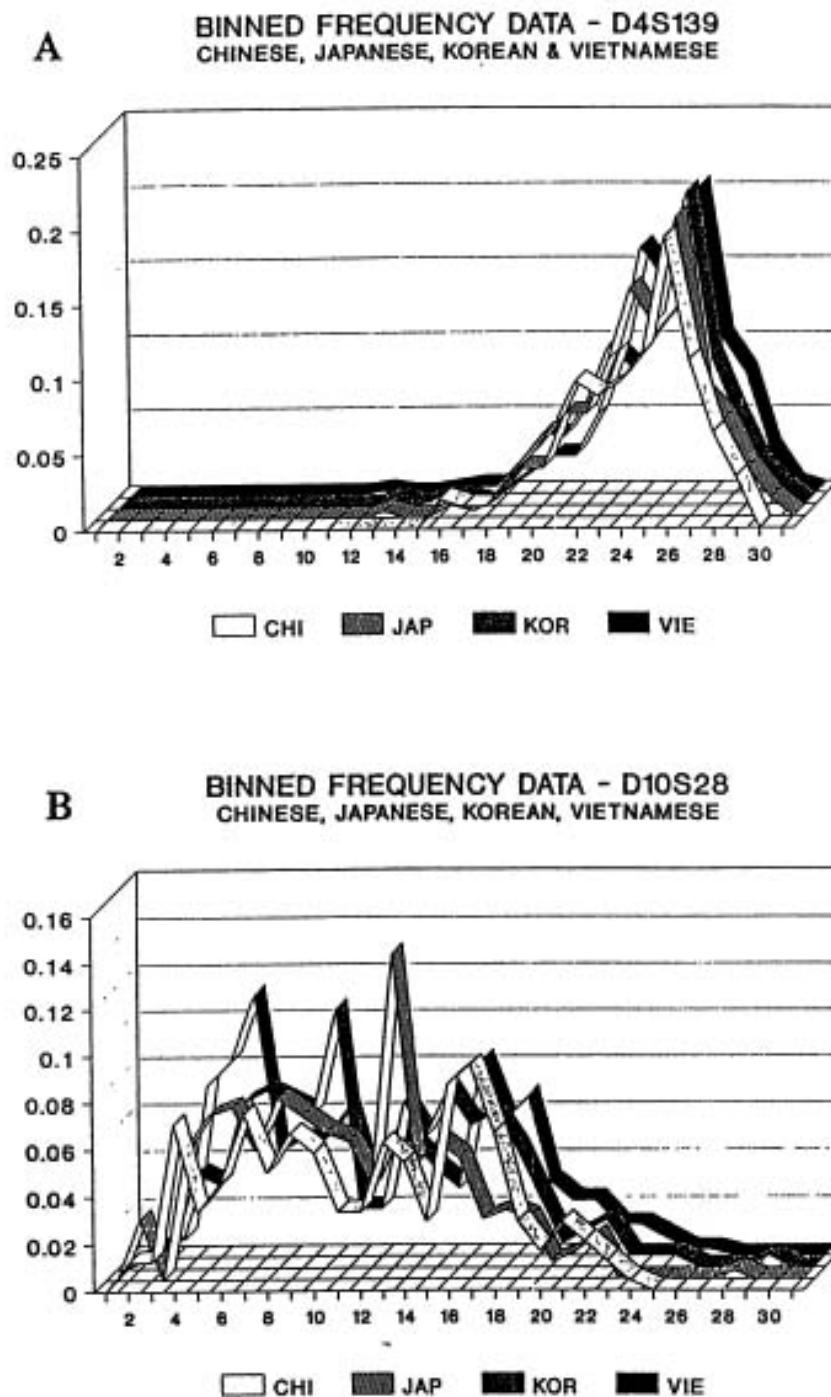 A
BINNED FREQUENCY DATA - D4S139
CHINESE, JAPANESE, KOREAN & VIETNAMESE
0.25
0.2
0.15
0.1
0.05
0
2 4 6 8 10 12 14 16 18 20 22 24 26 28 30
CHI JAP KOR VIE
B
BINNED FREQUENCY DATA - D10S28
CHINESE, JAPANESE, KOREAN, VIETNAMESE
0.16
0.14
0.12
0.1
0.08
0.06
0.04
0.02
0
2 4 6 8 10 12 14 16 18 20 22 24 26 28 30
CHI JAP KOR VIE